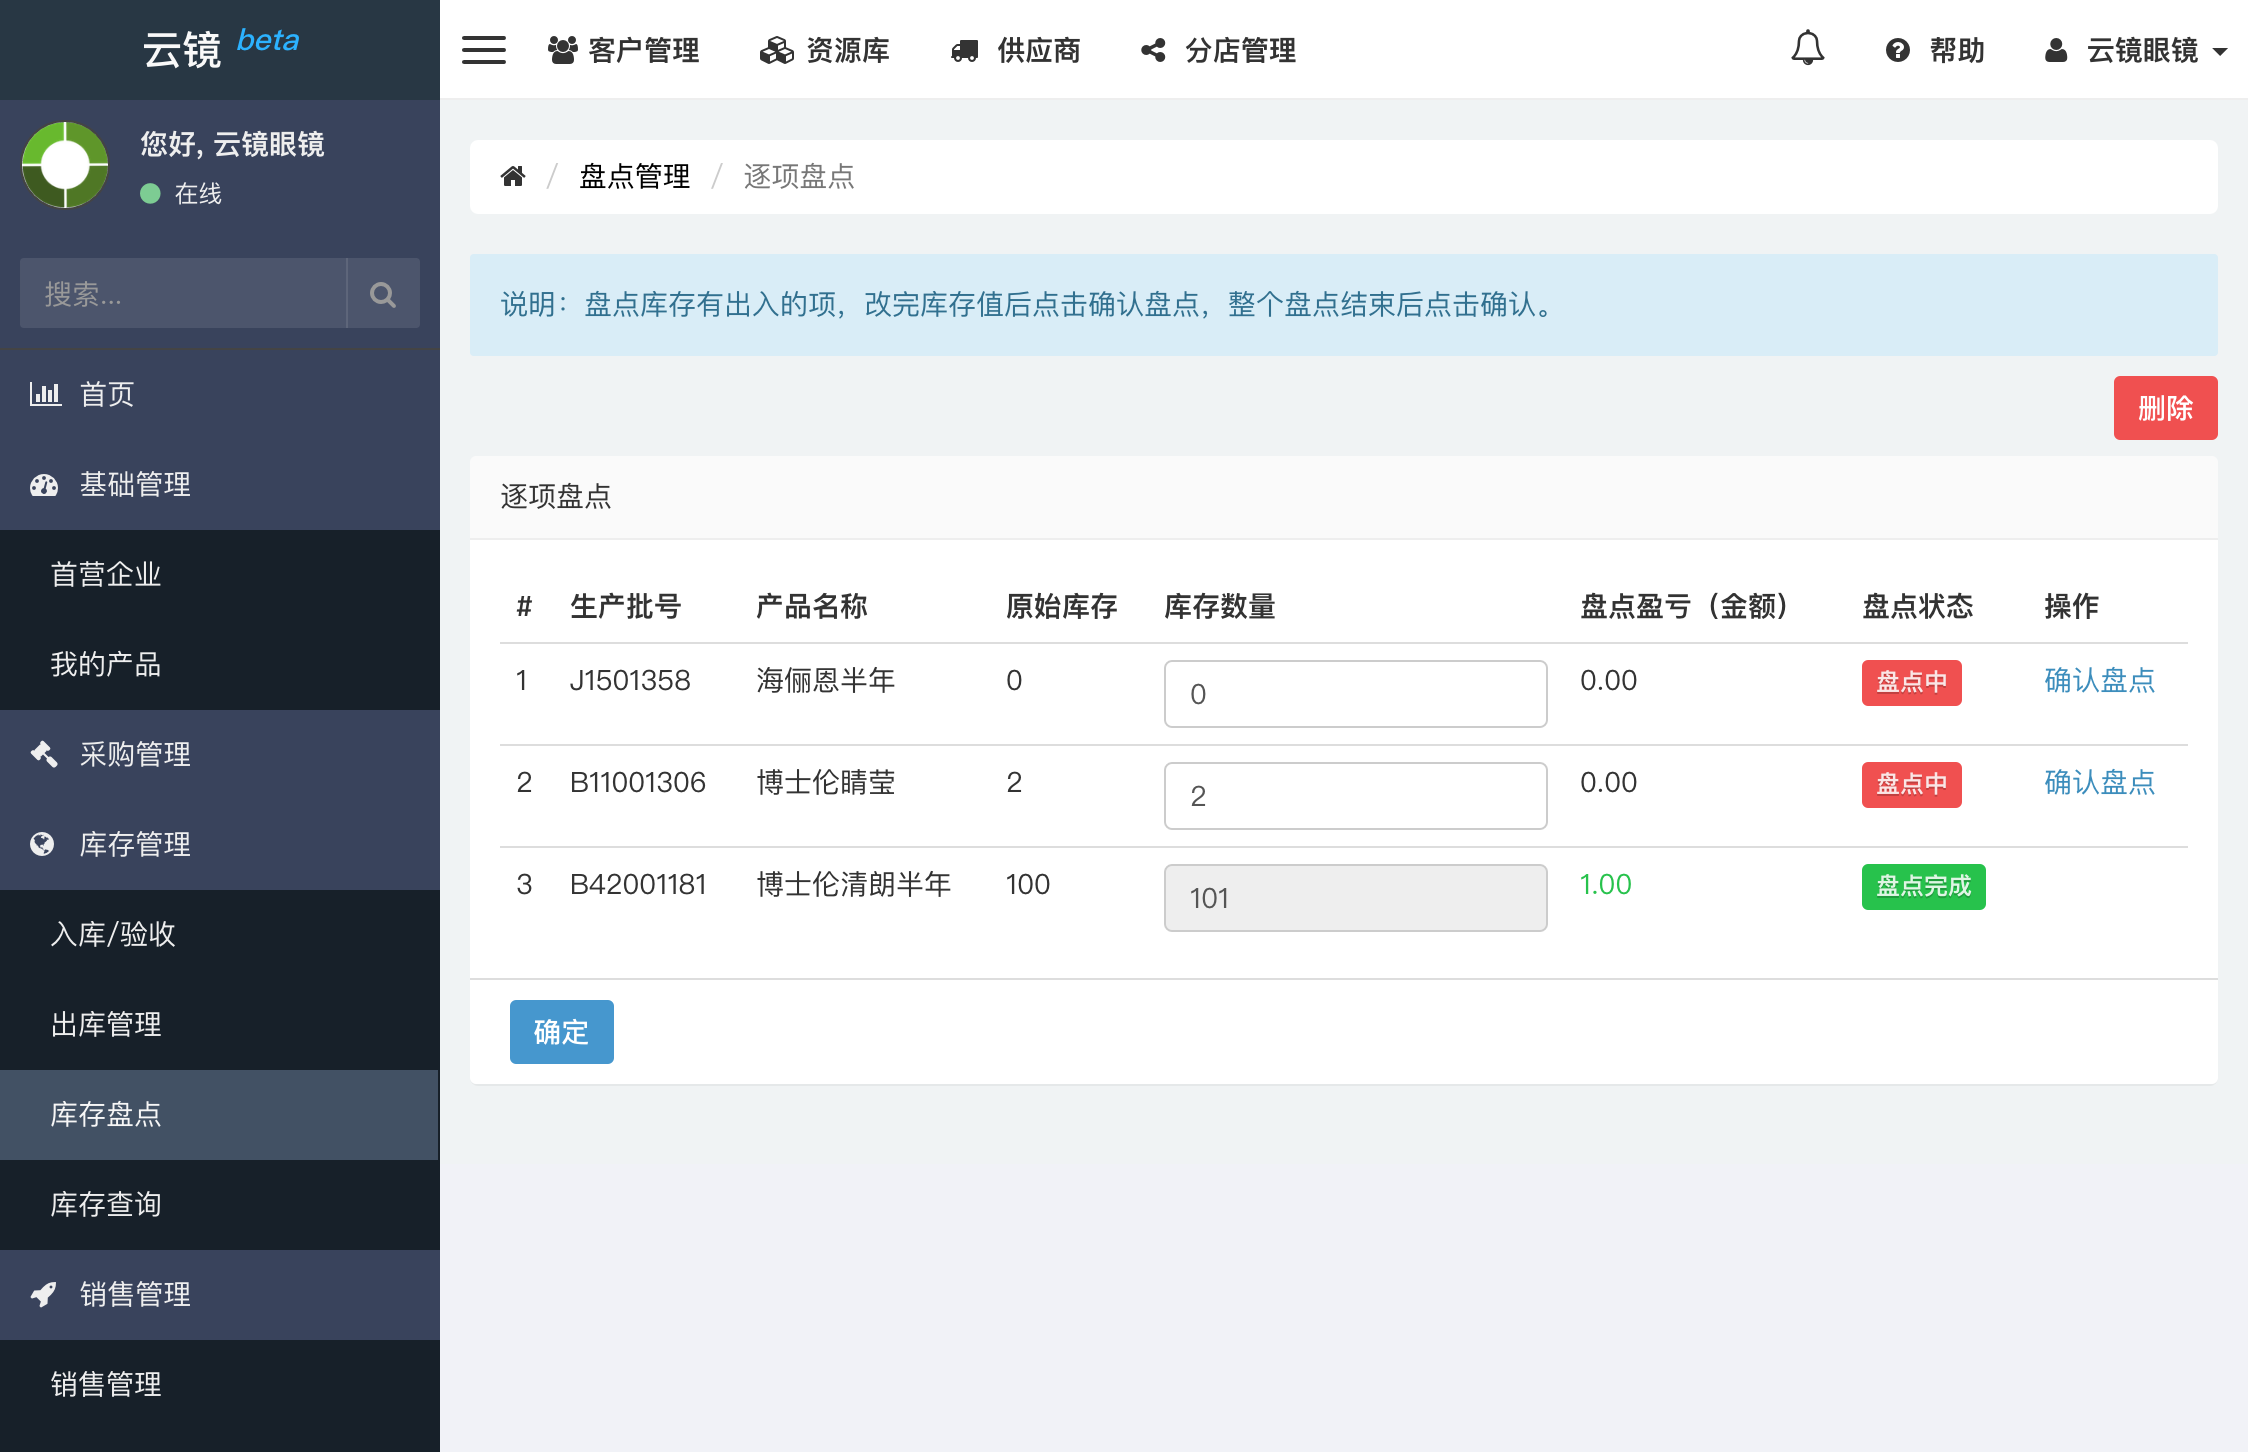 云镜 beta
客户管理 资源库 供应商 分店管理 帮助 云镜眼镜
您好, 云镜眼镜
在线
搜索...
首页
基础管理
首营企业
我的产品
采购管理
库存管理
入库/验收
出库管理
库存盘点
库存查询
销售管理
销售管理
/ 盘点管理 / 逐项盘点
说明：盘点库存有出入的项，改完库存值后点击确认盘点，整个盘点结束后点击确认。
删除
逐项盘点
# 生产批号 产品名称 原始库存 库存数量 盘点盈亏（金额） 盘点状态 操作
1 J1501358 海俪恩半年 0 0 0.00 盘点中 确认盘点
2 B11001306 博士伦睛莹 2 2 0.00 盘点中 确认盘点
3 B42001181 博士伦清朗半年 100 101 1.00 盘点完成
确定